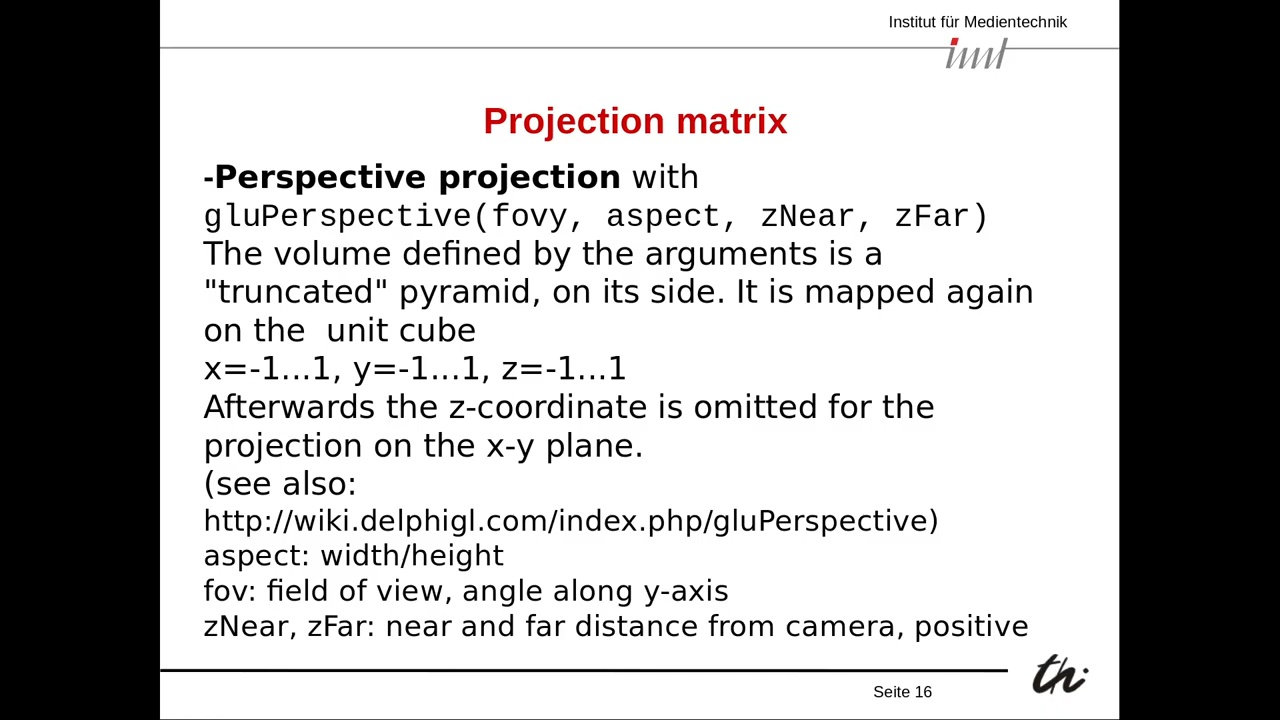 Institut für Medientechnik
iml
Projection matrix
-Perspective projection with
gluPerspective(fovy, aspect, zNear, zFar)
The volume defined by the arguments is a
"truncated" pyramid, on its side. It is mapped again
on the  unit cube
x=-1...1, y=-1...1, z=-1...1
Afterwards the z-coordinate is omitted for the
projection on the x-y plane.
(see also:
http://wiki.delphigl.com/index.php/gluPerspective)
aspect: width/height
fov: field of view, angle along y-axis
zNear, zFar: near and far distance from camera, positive
th
Seite 16